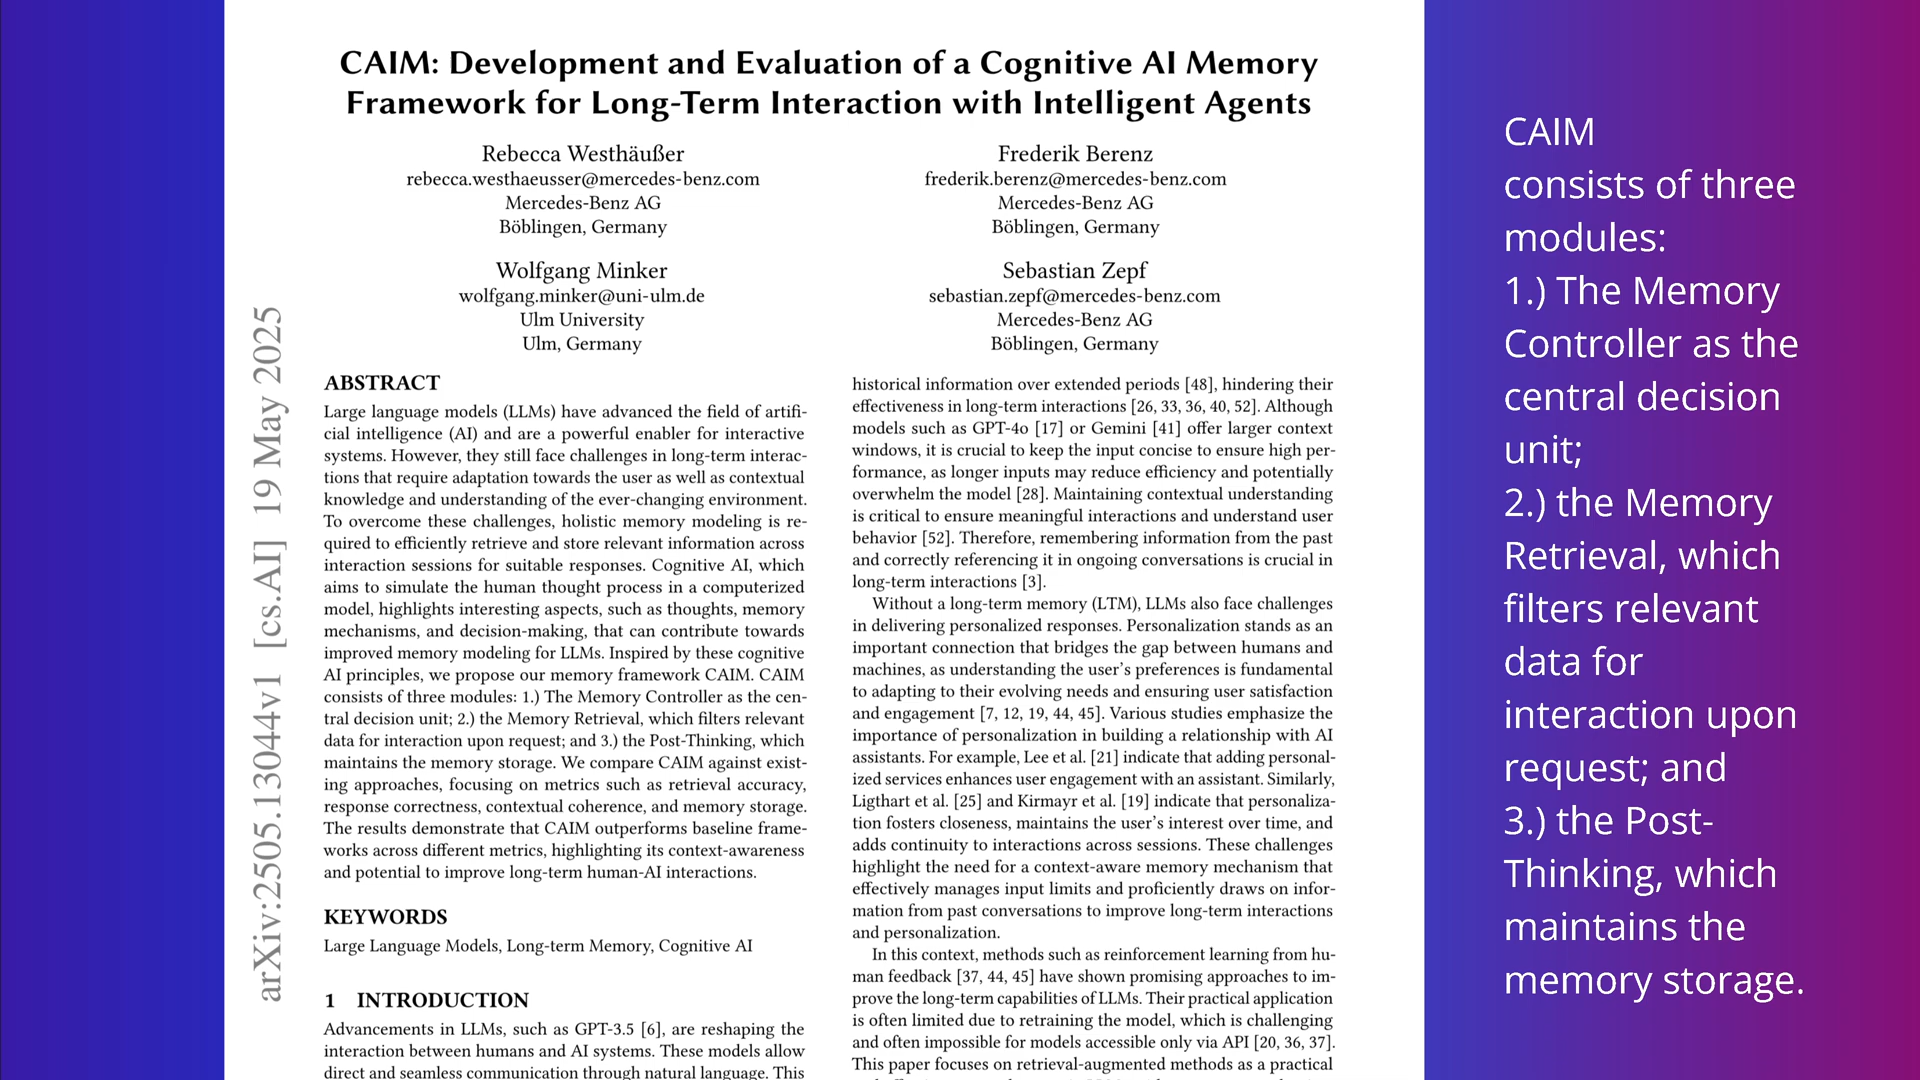 CAIM: Development and Evaluation of a Cognitive AI Memory
Framework for Long-Term Interaction with Intelligent Agents
Rebecca Westhäußer
rebecca.westhaeusser@mercedes-benz.com
Mercedes-Benz AG
Böblingen, Germany
Frederik Berenz
frederik.berenz@mercedes-benz.com
Mercedes-Benz AG
Böblingen, Germany
Wolfgang Minker
wolfgang.minker@uni-ulm.de
Ulm University
Ulm, Germany
Sebastian Zepf
sebastian.zepf@mercedes-benz.com
Mercedes-Benz AG
Böblingen, Germany
arXiv:2505.13044v1 [cs.AI] 19 May 2025
ABSTRACT
Large language models (LLMs) have advanced the field of artifi-
cial intelligence (AI) and are a powerful enabler for interactive
systems. However, they still face challenges in long-term interac-
tions that require adaptation towards the user as well as contextual
knowledge and understanding of the ever-changing environment.
To overcome these challenges, holistic memory modeling is re-
quired to efficiently retrieve and store relevant information across
interaction sessions for suitable responses. Cognitive AI, which
aims to simulate the human thought process in a computerized
model, highlights interesting aspects, such as thoughts, memory
mechanisms, and decision-making, that can contribute towards
improved memory modeling for LLMs. Inspired by these cognitive
AI principles, we propose our memory framework CAIM. CAIM
consists of three modules: 1.) The Memory Controller as the cen-
tral decision unit; 2.) the Memory Retrieval, which filters relevant
data for interaction upon request; and 3.) the Post-Thinking, which
maintains the memory storage. We compare CAIM against exist-
ing approaches, focusing on metrics such as retrieval accuracy,
response correctness, contextual coherence, and memory storage.
The results demonstrate that CAIM outperforms baseline frame-
works across different metrics, highlighting its context-awareness
and potential to improve long-term human-AI interactions.
KEYWORDS
Large Language Models, Long-term Memory, Cognitive AI
1 INTRODUCTION
Advancements in LLMs, such as GPT-3.5 [6], are reshaping the
interaction between humans and AI systems. These models allow
direct and seamless communication through natural language. This
historical information over extended periods [48], hindering their
effectiveness in long-term interactions [26, 33, 36, 40, 52]. Although
models such as GPT-4o [17] or Gemini [41] offer larger context
windows, it is crucial to keep the input concise to ensure high per-
formance, as longer inputs may reduce efficiency and potentially
overwhelm the model [28]. Maintaining contextual understanding
is critical to ensure meaningful interactions and understand user
behavior [52]. Therefore, remembering information from the past
and correctly referencing it in ongoing conversations is crucial in
long-term interactions [3].
Without a long-term memory (LTM), LLMs also face challenges
in delivering personalized responses. Personalization stands as an
important connection that bridges the gap between humans and
machines, as understanding the user's preferences is fundamental
to adapting to their evolving needs and ensuring user satisfaction
and engagement [7, 12, 19, 44, 45]. Various studies emphasize the
importance of personalization in building a relationship with AI
assistants. For example, Lee et al. [21] indicate that adding personal-
ized services enhances user engagement with an assistant. Similarly,
Ligthart et al. [25] and Kirmayr et al. [19] indicate that personaliza-
tion fosters closeness, maintains the user's interest over time, and
adds continuity to interactions across sessions. These challenges
highlight the need for a context-aware memory mechanism that
effectively manages input limits and proficiently draws on infor-
mation from past conversations to improve long-term interactions
and personalization.
In this context, methods such as reinforcement learning from hu-
man feedback [37, 44, 45] have shown promising approaches to im-
prove the long-term capabilities of LLMs. Their practical application
is often limited due to retraining the model, which is challenging
and often impossible for models accessible only via API [20, 36, 37].
This paper focuses on retrieval-augmented methods as a practical
CAIM
consists of three
modules:
1.) The Memory
Controller as the
central decision
unit;
2.) the Memory
Retrieval, which
filters relevant
data for
interaction upon
request; and
3.) the Post-
Thinking, which
maintains the
memory storage.